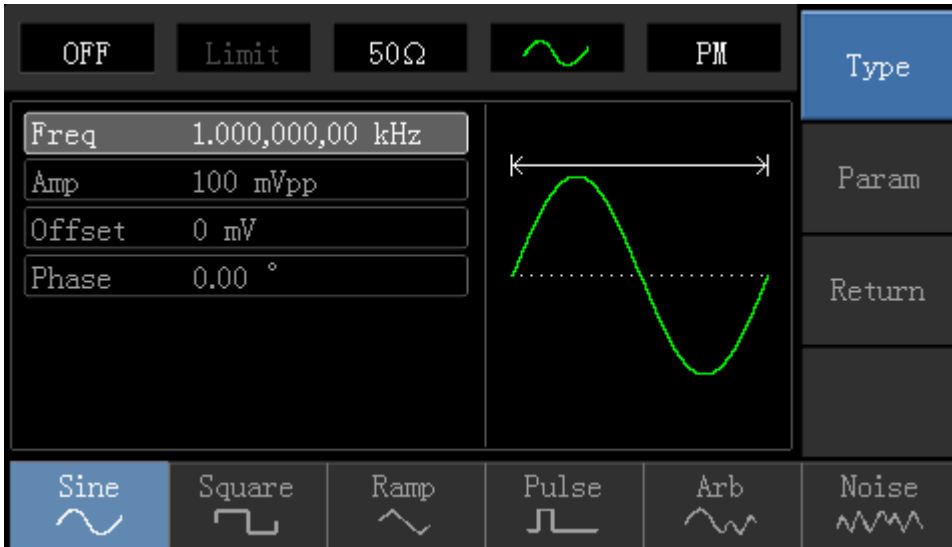 OFF Limit 50Ω PM
Type
Freq 1.000,000,00 kHz
Amp 100 mVpp
Param
Offset 0 mV
Phase 0.00 °
Return
Sine Square Ramp Pulse Arb Noise